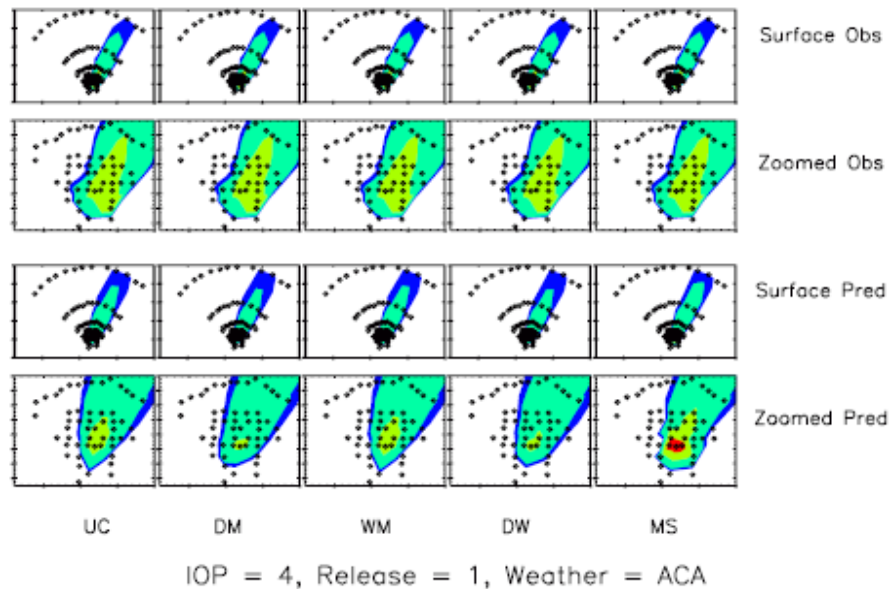 Surface Obs
Zoomed Obs
Surface Pred
Zoomed Pred
UC DM WM DW MS
IOP = 4, Release = 1, Weather = ACA